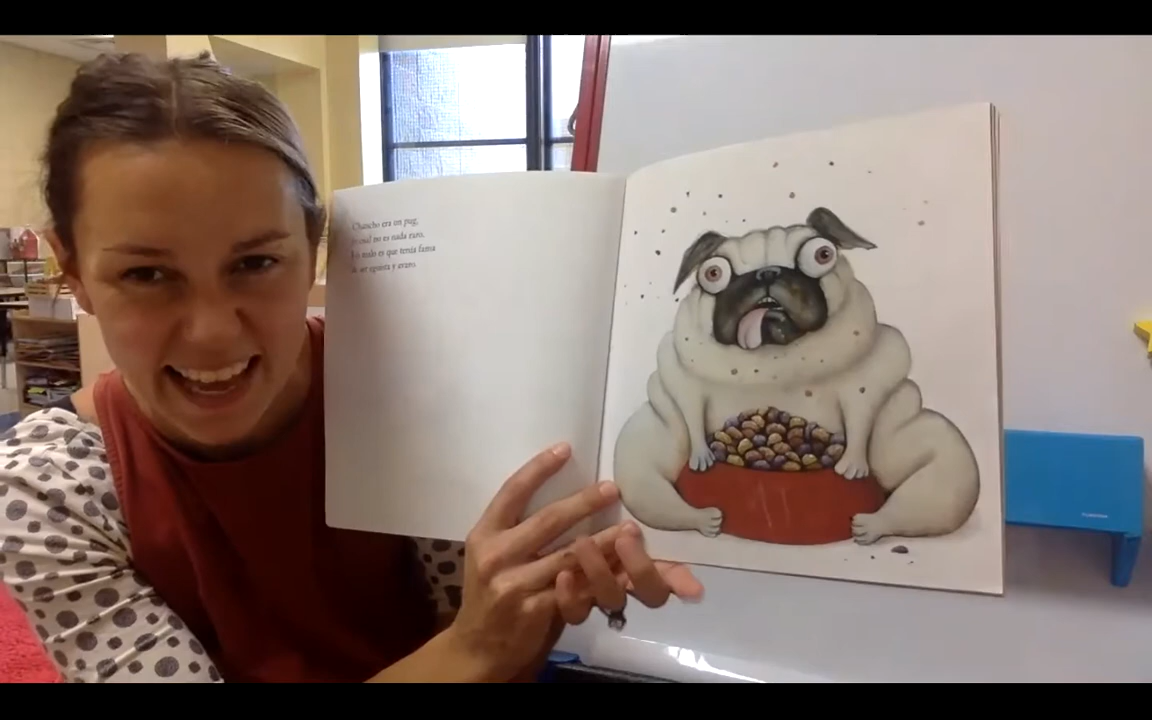 Chancho era un pug,
lo cual no es nada raro.
Lo malo es que tenía fama
de ser egoísta y avaro.